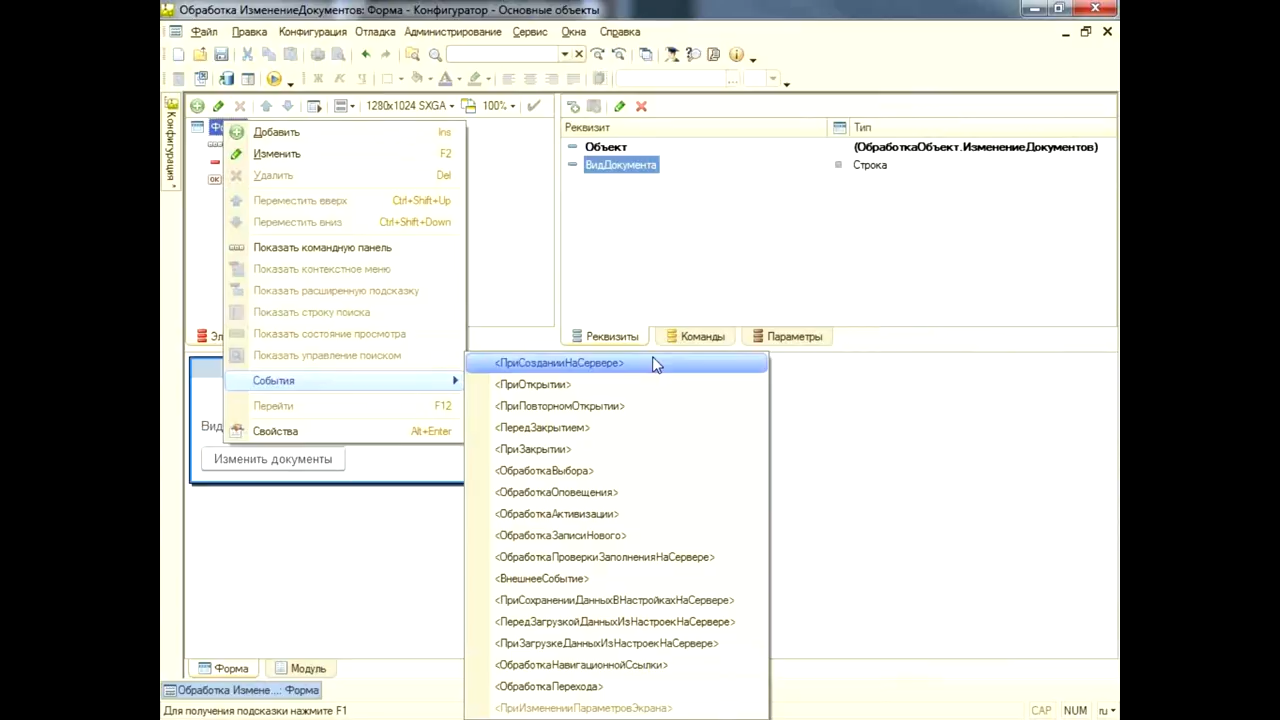 Обработка ИзменениеДокументов: Форма - Конфигуратор - Основные объекты
Файл Правка Конфигурация Отладка Администрирование Сервис Окна Справка
1280x1024 SXGA 100%
Конфигурация
Добавить Ins
Изменить F2
Удалить Del
Переместить вверх Ctrl+Shift+Up
Переместить вниз Ctrl+Shift+Down
Показать командную панель
Показать контекстное меню
Показать расширенную подсказку
Показать строку поиска
Показать состояние просмотра
Показать управление поиском
События
Перейти F12
Свойства Alt+Enter
OK
Реквизит Тип
Объект (ОбработкаОбъект.ИзменениеДокументов)
ВидДокумента Строка
Эл
Реквизиты Команды Параметры
Вид
Изменить документы
<ПриСозданииНаСервере>
<ПриОткрытии>
<ПриПовторномОткрытии>
<ПередЗакрытием>
<ПриЗакрытии>
<ОбработкаВыбора>
<ОбработкаОповещения>
<ОбработкаАктивизации>
<ОбработкаЗаписиНового>
<ОбработкаПроверкиЗаполненияНаСервере>
<ВнешнееСобытие>
<ПриСохраненииДанныхВНастройкахНаСервере>
<ПередЗагрузкойДанныхИзНастроекНаСервере>
<ПриЗагрузкеДанныхИзНастроекНаСервере>
<ОбработкаНавигационнойСсылки>
<ОбработкаПерехода>
<ПриИзмененииПараметровЭкрана>
Форма Модуль
Обработка Измене...: Форма
Для получения подсказки нажмите F1 CAP NUM ru